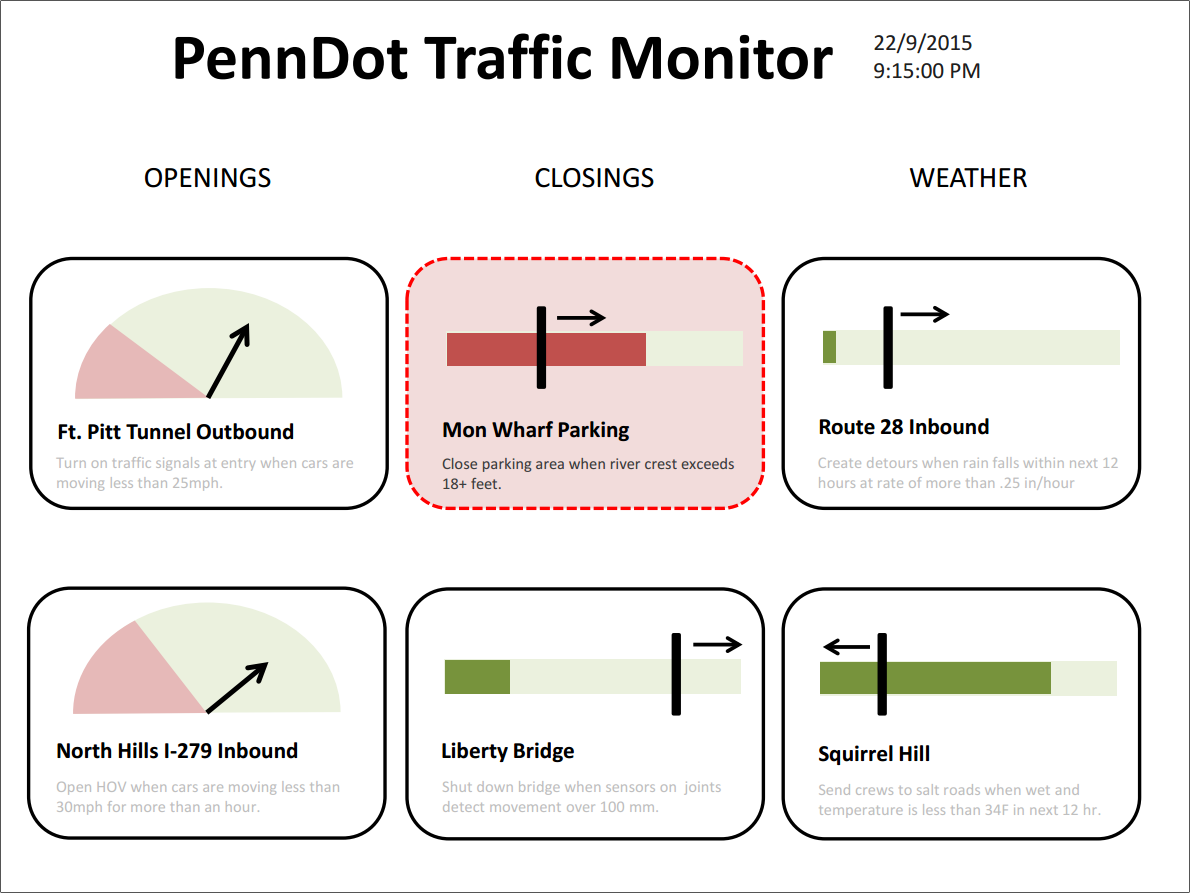 PennDot Traffic Monitor
22/9/2015
9:15:00 PM
OPENINGS
CLOSINGS
WEATHER
Ft. Pitt Tunnel Outbound
Turn on traffic signals at entry when cars are
moving less than 25mph.
Mon Wharf Parking
Close parking area when river crest exceeds
18+ feet.
Route 28 Inbound
Create detours when rain falls within next 12
hours at rate of more than .25 in/hour
North Hills I-279 Inbound
Open HOV when cars are moving less than
30mph for more than an hour.
Liberty Bridge
Shut down bridge when sensors on  joints
detect movement over 100 mm.
Squirrel Hill
Send crews to salt roads when wet and
temperature is less than 34F in next 12 hr.